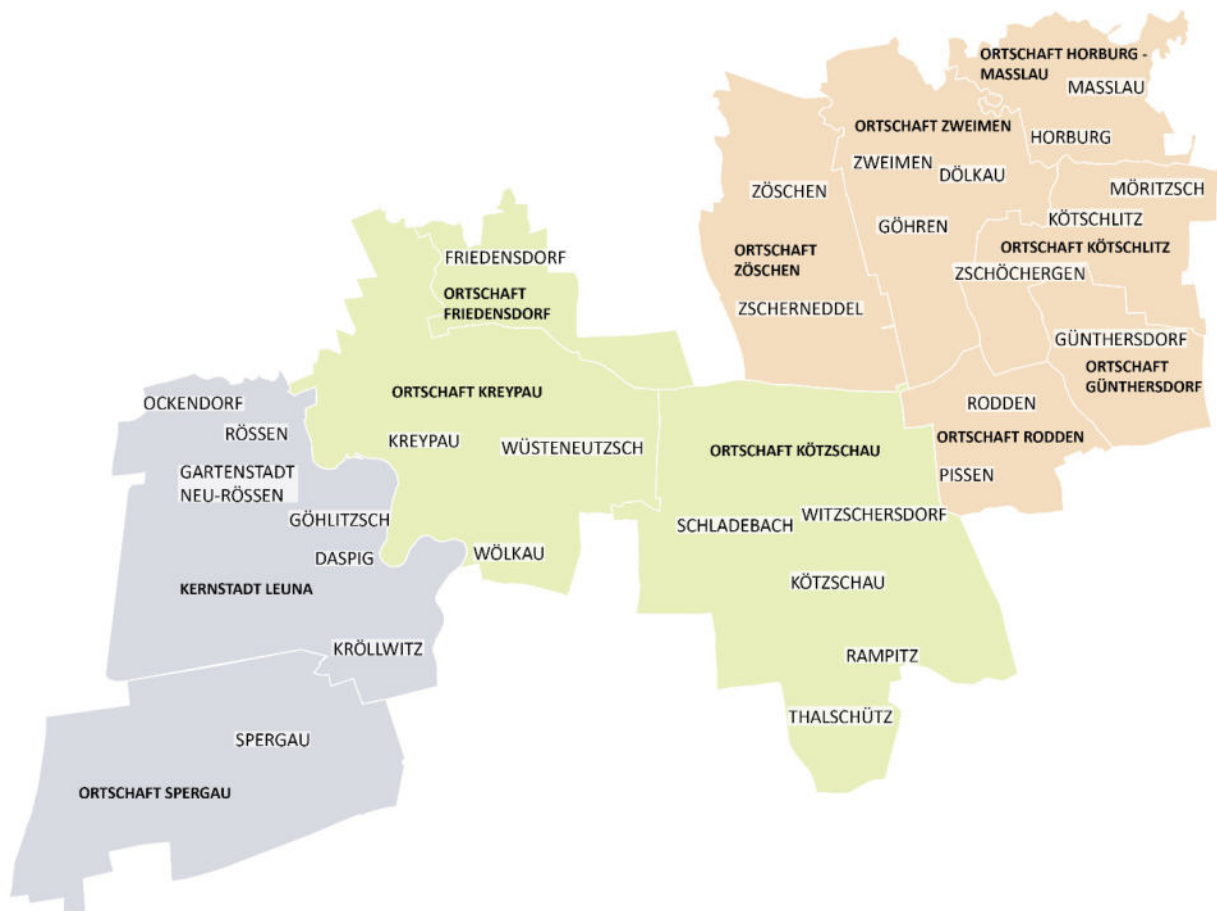 ORTSCHAFT HORBURG -
MASSLAU
MASSLAU
HORBURG
ORTSCHAFT ZWEIMEN
ZWEIMEN
DÖLKAU
GÖHREN
ZÖSCHEN
ORTSCHAFT
ZÖSCHEN
ZSCHERNEDDEL
MÖRITZSCH
KÖTSCHLITZ
ORTSCHAFT KÖTSCHLITZ
ZSCHÖCHERGEN
GÜNTHERSDORF
ORTSCHAFT
GÜNTHERSDORF
RODDEN
ORTSCHAFT RODDEN
PISSEN
FRIEDENSDORF
ORTSCHAFT
FRIEDENSDORF
ORTSCHAFT KREYPAU
KREYPAU
WÜSTENEUTZSCH
WÖLKAU
ORTSCHAFT KÖTZSCHAU
SCHLADEBACH
WITZSCHERSDORF
KÖTZSCHAU
RAMPITZ
THALSCHÜTZ
OCKENDORF
RÖSSEN
GARTENSTADT
NEU-RÖSSEN
GÖHLITZSCH
DASPIG
KERNSTADT LEUNA
KRÖLLWITZ
SPERGAU
ORTSCHAFT SPERGAU